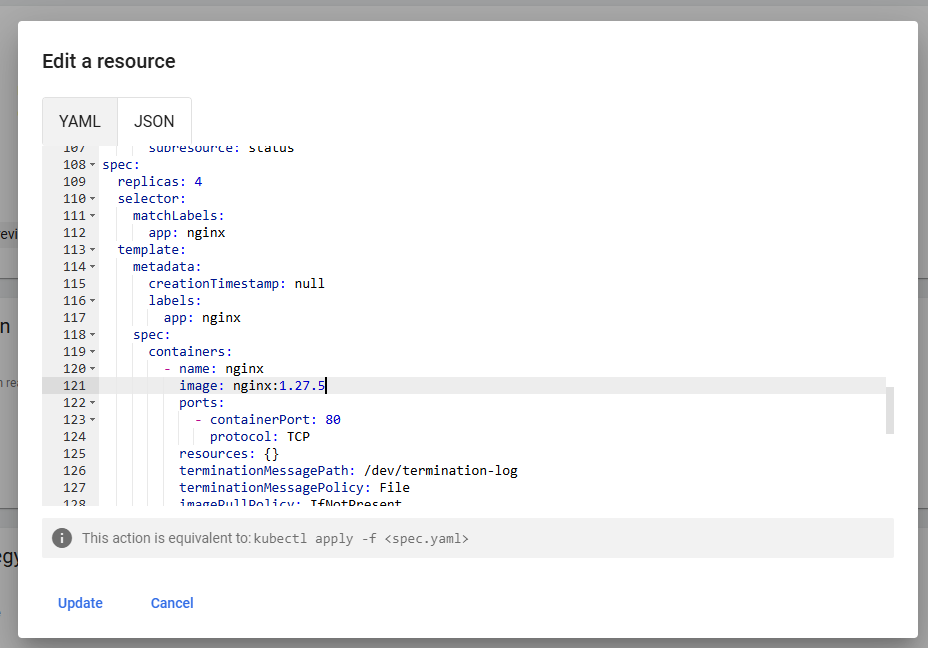 Edit a resource
YAML JSON
107 subresource: status
108 spec:
109 replicas: 4
110 selector:
111 matchLabels:
112 app: nginx
113 template:
114 metadata:
115 creationTimestamp: null
116 labels:
117 app: nginx
118 spec:
119 containers:
120 - name: nginx
121 image: nginx:1.27.5
122 ports:
123 - containerPort: 80
124 protocol: TCP
125 resources: {}
126 terminationMessagePath: /dev/termination-log
127 terminationMessagePolicy: File
128 imagePullPolicy: IfNotPresent
This action is equivalent to: kubectl apply -f <spec.yaml>
Update Cancel